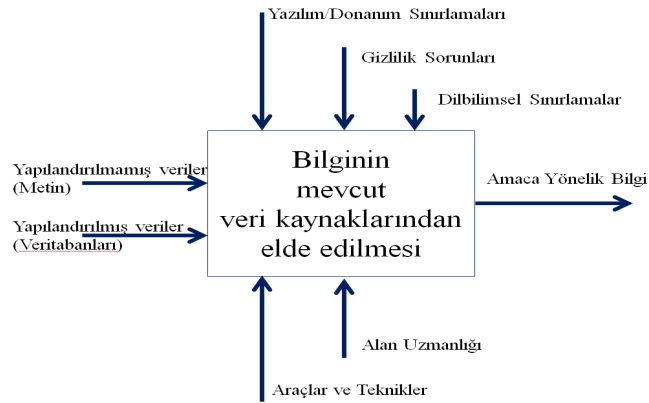 Yazılım/Donanım Sınırlamaları
Gizlilik Sorunları
Dilbilimsel Sınırlamalar
Yapılandırılmamış veriler
(Metin)
Yapılandırılmış veriler
(Veritabanları)
Bilginin
mevcut
veri kaynaklarından
elde edilmesi
Amaca Yönelik Bilgi
Alan Uzmanlığı
Araçlar ve Teknikler